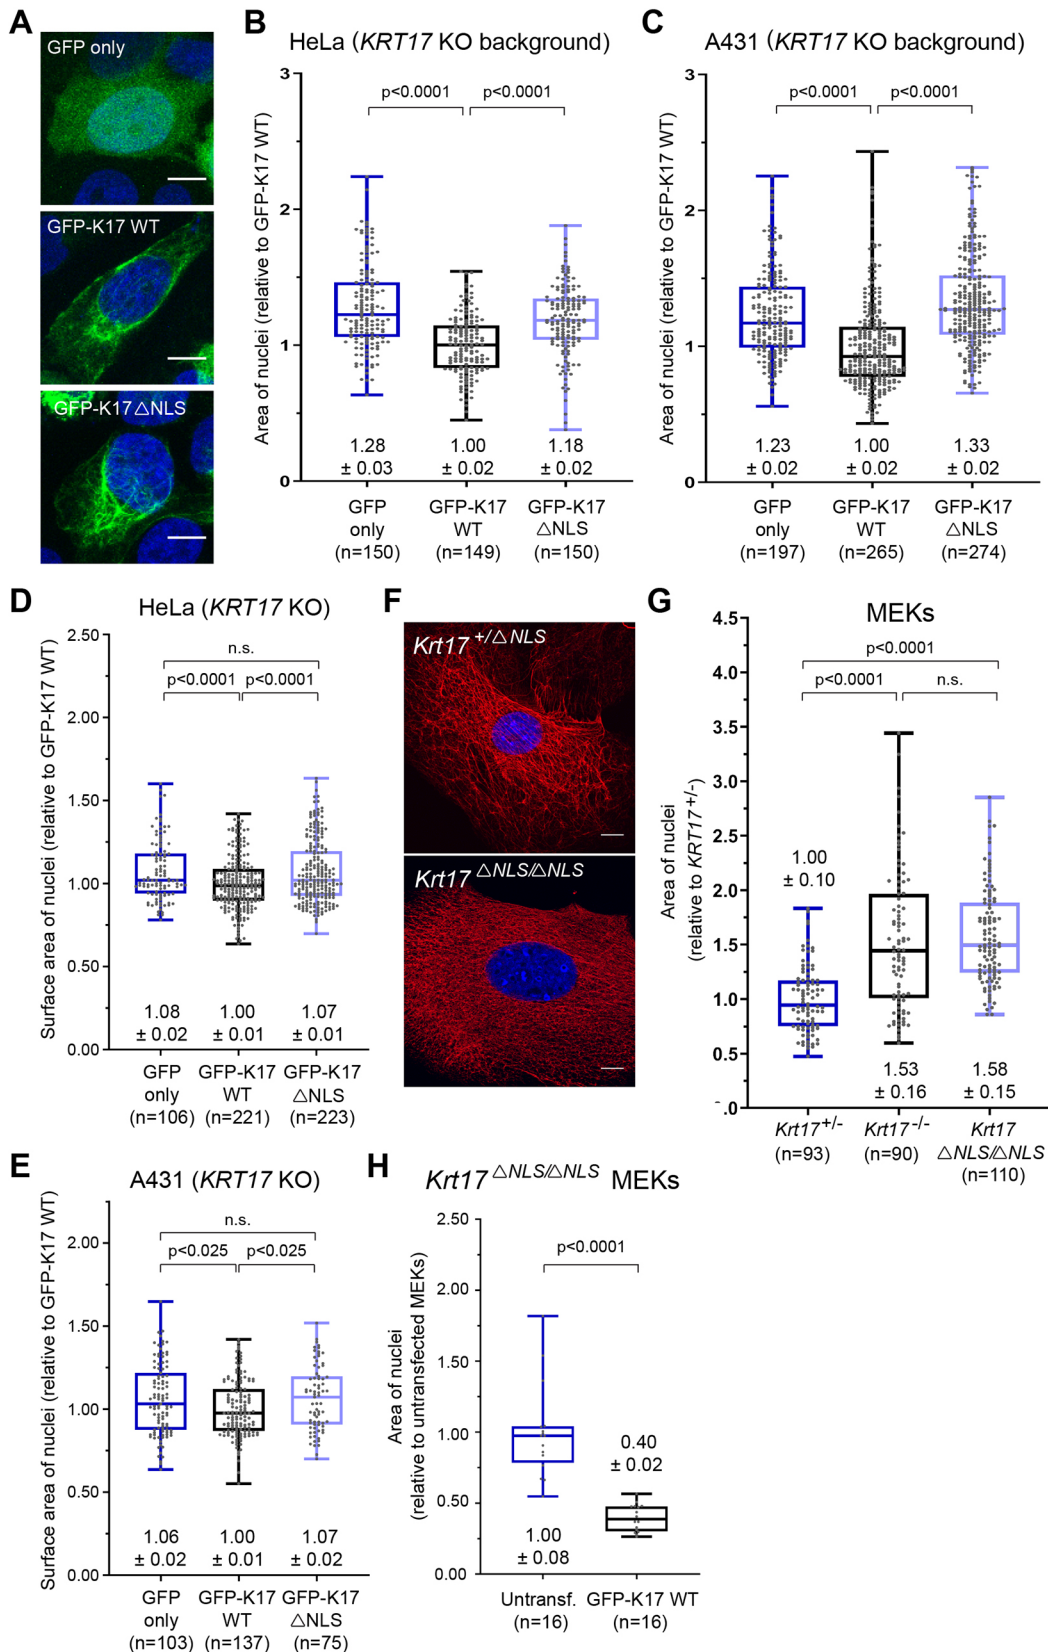 A
GFP only
GFP-K17 WT
GFP-K17△NLS
B
HeLa (KRT17 KO background)
Area of nuclei (relative to GFP-K17 WT)
3
2
1
0
p<0.0001
p<0.0001
1.28
± 0.03
1.00
± 0.02
1.18
± 0.02
GFP
only
(n=150)
GFP-K17
WT
(n=149)
GFP-K17
△NLS
(n=150)
C
A431 (KRT17 KO background)
Area of nuclei (relative to GFP-K17 WT)
3
2
1
0
p<0.0001
p<0.0001
1.23
± 0.02
1.00
± 0.02
1.33
± 0.02
GFP
only
(n=197)
GFP-K17
WT
(n=265)
GFP-K17
△NLS
(n=274)
D
HeLa (KRT17 KO)
Surface area of nuclei (relative to GFP-K17 WT)
2.50
2.00
1.50
1.00
0.50
0.00
n.s.
p<0.0001
p<0.0001
1.08
± 0.02
1.00
± 0.01
1.07
± 0.01
GFP
only
(n=106)
GFP-K17
WT
(n=221)
GFP-K17
△NLS
(n=223)
E
A431 (KRT17 KO)
Surface area of nuclei (relative to GFP-K17 WT)
2.00
1.50
1.00
0.50
0.00
n.s.
p<0.025
p<0.025
1.06
± 0.02
1.00
± 0.01
1.07
± 0.02
GFP
only
(n=103)
GFP-K17
WT
(n=137)
GFP-K17
△NLS
(n=75)
F
Krt17 +/△NLS
Krt17 △NLS/△NLS
G
MEKs
Area of nuclei
(relative to KRT17+/-)
4.5
4.0
3.5
3.0
2.5
2.0
1.5
1.0
0.5
.0
p<0.0001
p<0.0001
n.s.
1.00
± 0.10
1.53
± 0.16
1.58
± 0.15
Krt17+/-
(n=93)
Krt17-/-
(n=90)
Krt17
△NLS/△NLS
(n=110)
H
Krt17 △NLS/△NLS MEKs
Area of nuclei
(relative to untransfected MEKs)
2.50
2.00
1.50
1.00
0.50
0.00
p<0.0001
1.00
± 0.08
0.40
± 0.02
Untransf.
(n=16)
GFP-K17 WT
(n=16)